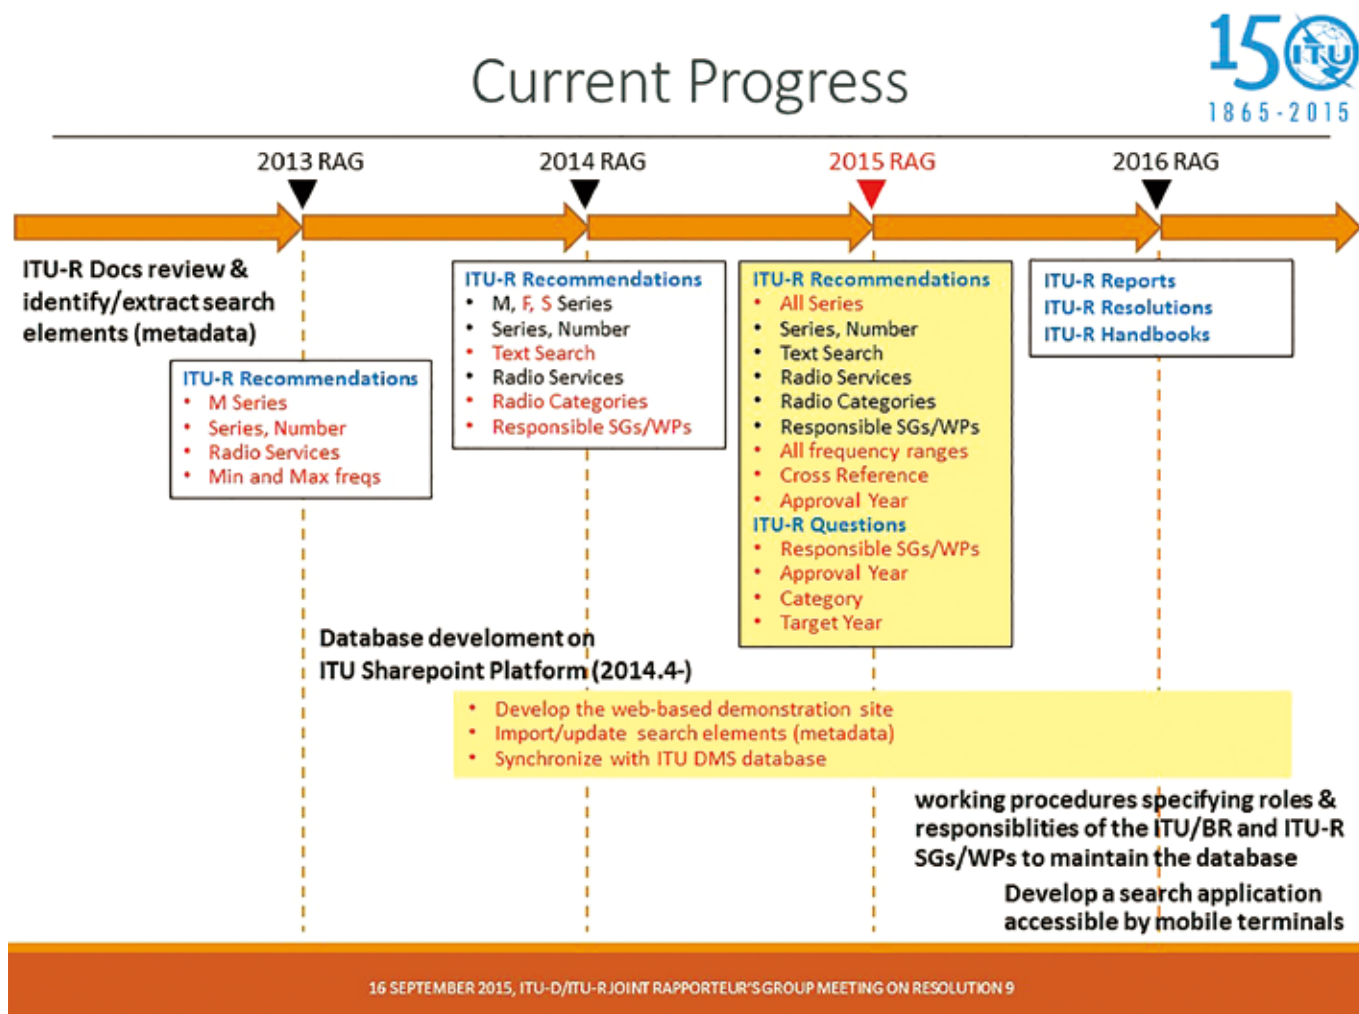 Current Progress
150 ITU
1865-2015
2013 RAG
2014 RAG
2015 RAG
2016 RAG
ITU-R Docs review &
identify/extract search
elements (metadata)
ITU-R Recommendations
• M Series
• Series, Number
• Radio Services
• Min and Max freqs
ITU-R Recommendations
• M, F, S Series
• Series, Number
• Text Search
• Radio Services
• Radio Categories
• Responsible SGs/WPs
ITU-R Recommendations
• All Series
• Series, Number
• Text Search
• Radio Services
• Radio Categories
• Responsible SGs/WPs
• All frequency ranges
• Cross Reference
• Approval Year
ITU-R Questions
• Responsible SGs/WPs
• Approval Year
• Category
• Target Year
ITU-R Reports
ITU-R Resolutions
ITU-R Handbooks
Database develoment on
ITU Sharepoint Platform (2014.4-)
• Develop the web-based demonstration site
• Import/update search elements (metadata)
• Synchronize with ITU DMS database
working procedures specifying roles &
responsiblities of the ITU/BR and ITU-R
SGs/WPs to maintain the database
Develop a search application
accessible by mobile terminals
16 SEPTEMBER 2015, ITU-D/ITU-R JOINT RAPPORTEUR'S GROUP MEETING ON RESOLUTION 9